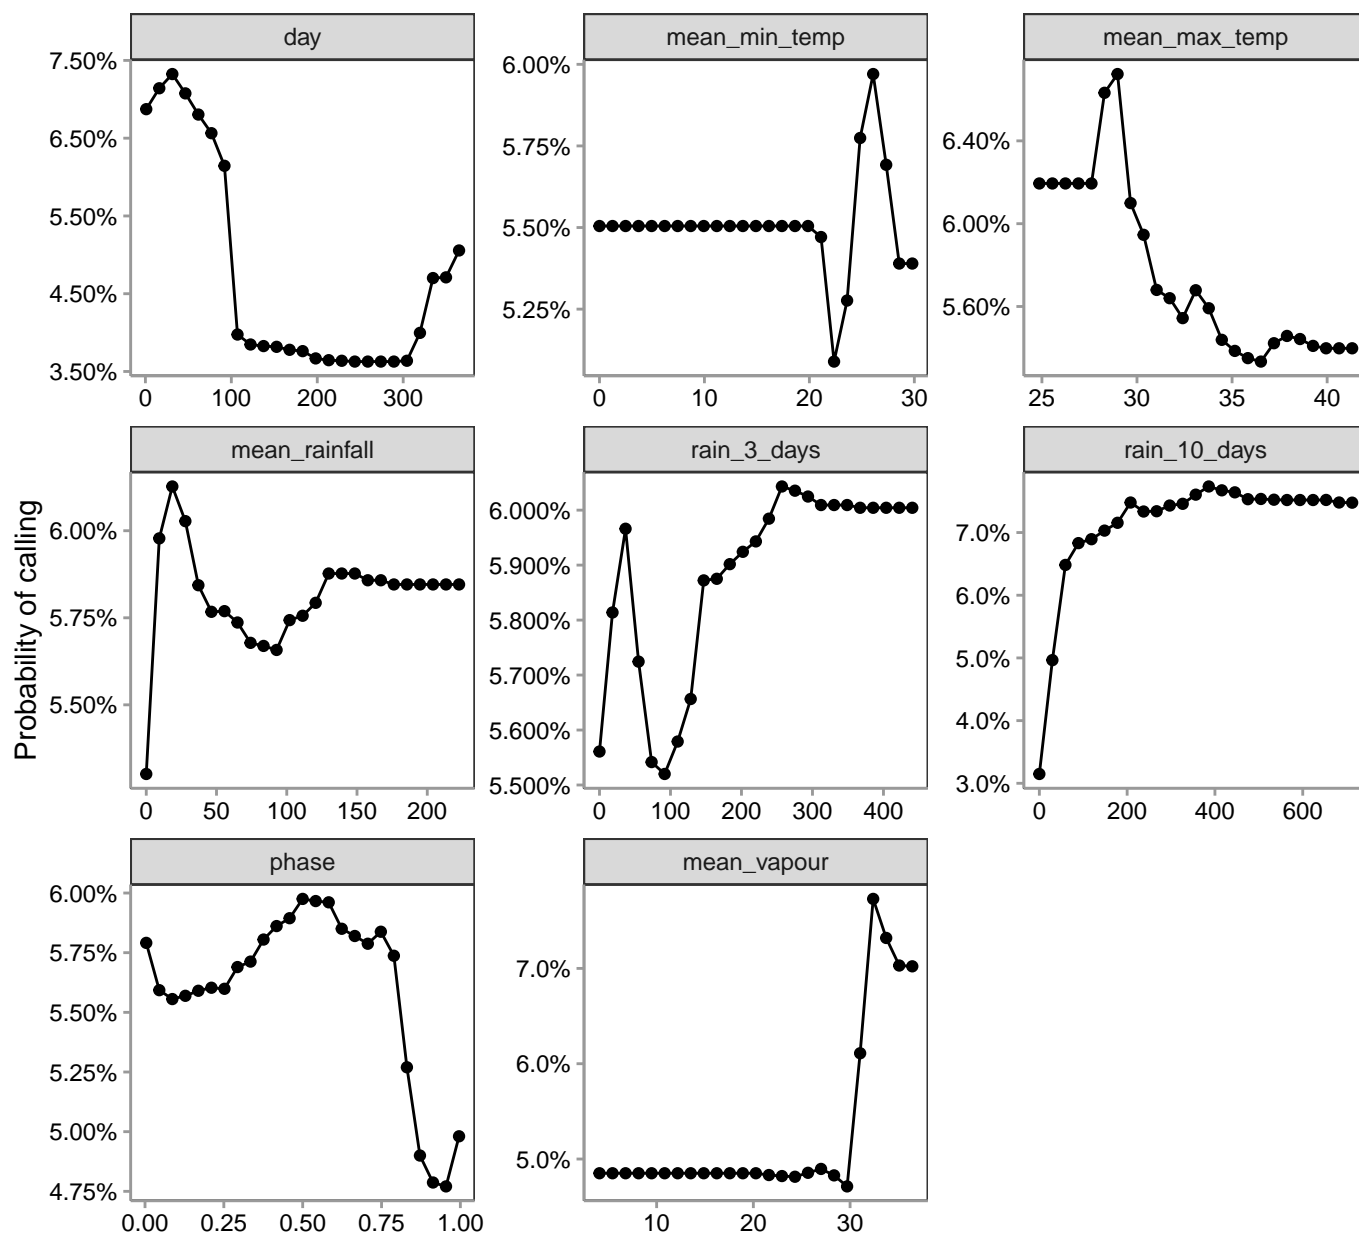 day
7.50%
6.50%
5.50%
4.50%
3.50%
0 100 200 300
mean_min_temp
6.00%
5.75%
5.50%
5.25%
0 10 20 30
mean_max_temp
6.40%
6.00%
5.60%
25 30 35 40
Probability of calling
mean_rainfall
6.00%
5.75%
5.50%
0 50 100 150 200
rain_3_days
6.000%
5.900%
5.800%
5.700%
5.600%
5.500%
0 100 200 300 400
rain_10_days
7.0%
6.0%
5.0%
4.0%
3.0%
0 200 400 600
phase
6.00%
5.75%
5.50%
5.25%
5.00%
4.75%
0.00 0.25 0.50 0.75 1.00
mean_vapour
7.0%
6.0%
5.0%
10 20 30